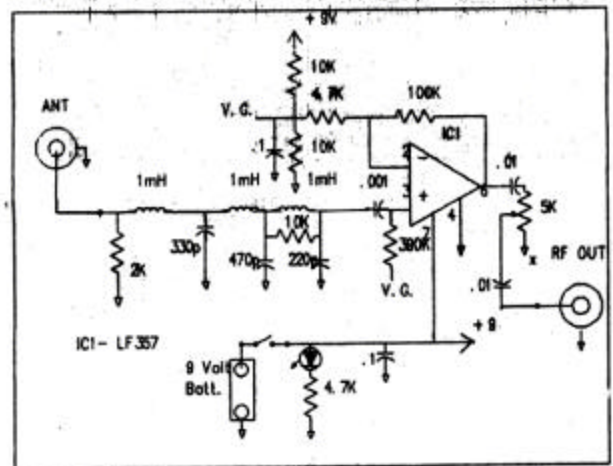 + 9V
10K
4.7K
100K
ANT
V.G.
IC1
.1
10K
2
-
3
+
6
7
4
.01
1mH
1mH
1mH
.001
5K
10K
330p
390K
2K
470p
220p
V.G.
x
RF OUT
.01
IC1- LF357
+ 9
9 Volt
Batt.
.1
4.7K